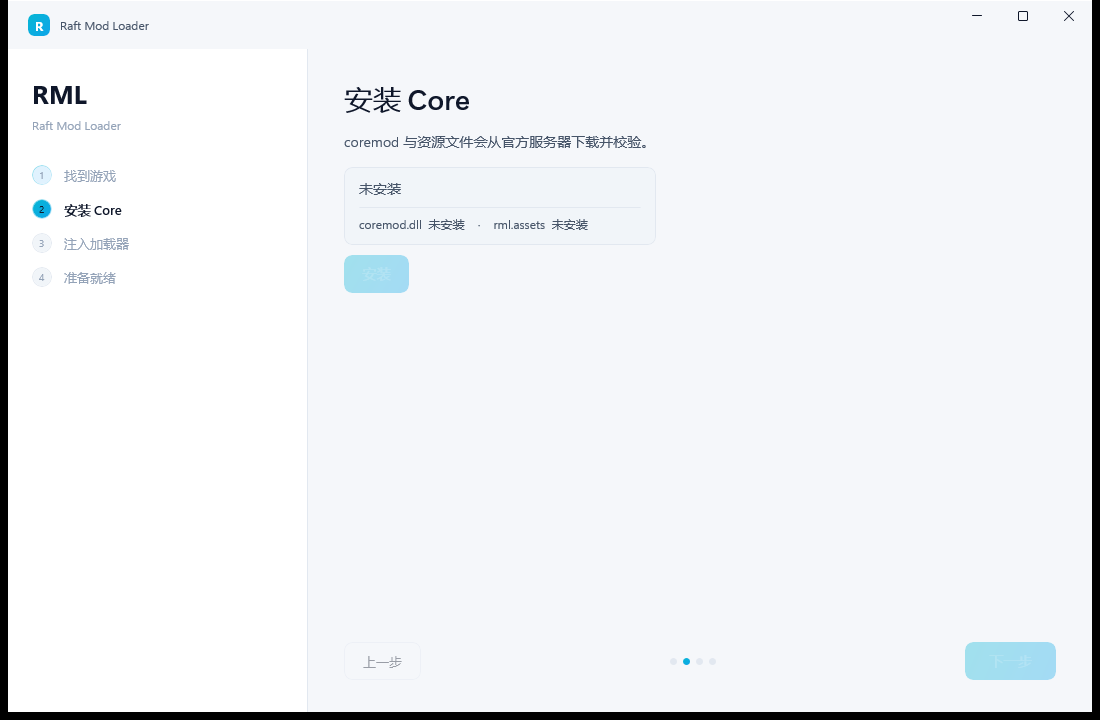 R Raft Mod Loader
RML
Raft Mod Loader
1 找到游戏
2 安装 Core
3 注入加载器
4 准备就绪
安装 Core
coremod 与资源文件会从官方服务器下载并校验。
未安装
coremod.dll 未安装 · rml.assets 未安装
安装
上一步
下一步